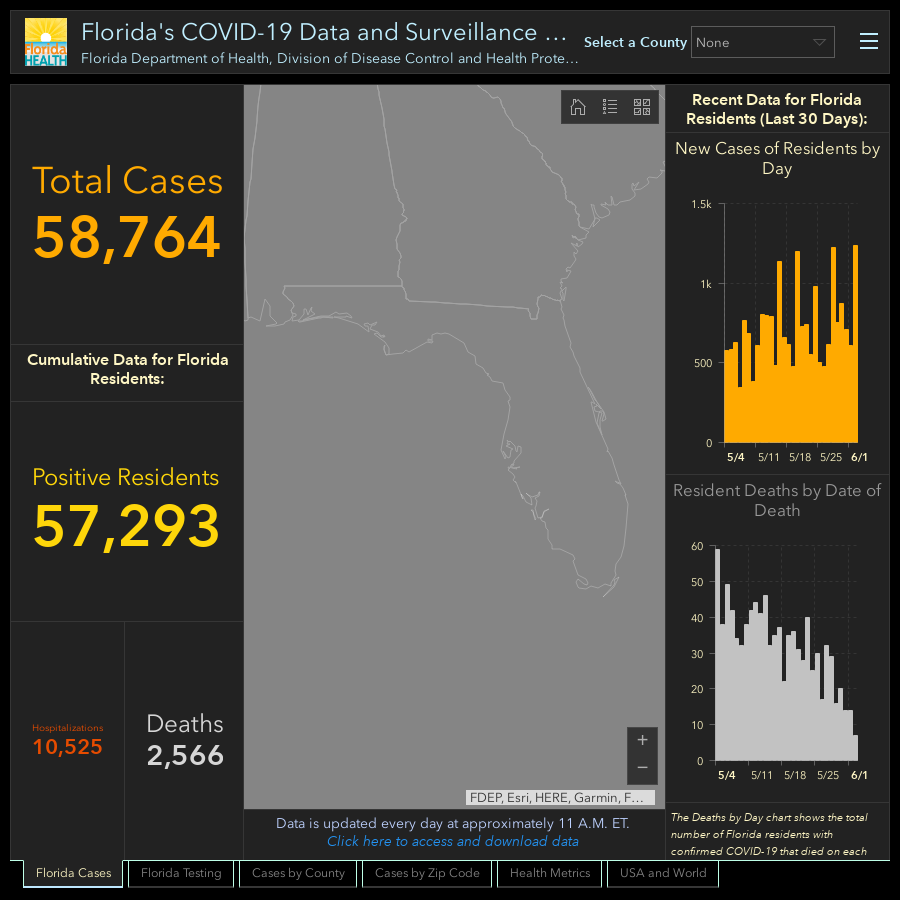 Florida HEALTH
Florida's COVID-19 Data and Surveillance ...
Florida Department of Health, Division of Disease Control and Health Prote...
Select a County
None
Total Cases
58,764
Cumulative Data for Florida
Residents:
Positive Residents
57,293
Hospitalizations
10,525
Deaths
2,566
+
−
FDEP, Esri, HERE, Garmin, F...
Data is updated every day at approximately 11 A.M. ET.
Click here to access and download data
Recent Data for Florida
Residents (Last 30 Days):
New Cases of Residents by
Day
1.5k
1k
500
0
5/4 5/11 5/18 5/25 6/1
Resident Deaths by Date of
Death
60
50
40
30
20
10
0
5/4 5/11 5/18 5/25 6/1
The Deaths by Day chart shows the total
number of Florida residents with
confirmed COVID-19 that died on each
Florida Cases
Florida Testing
Cases by County
Cases by Zip Code
Health Metrics
USA and World